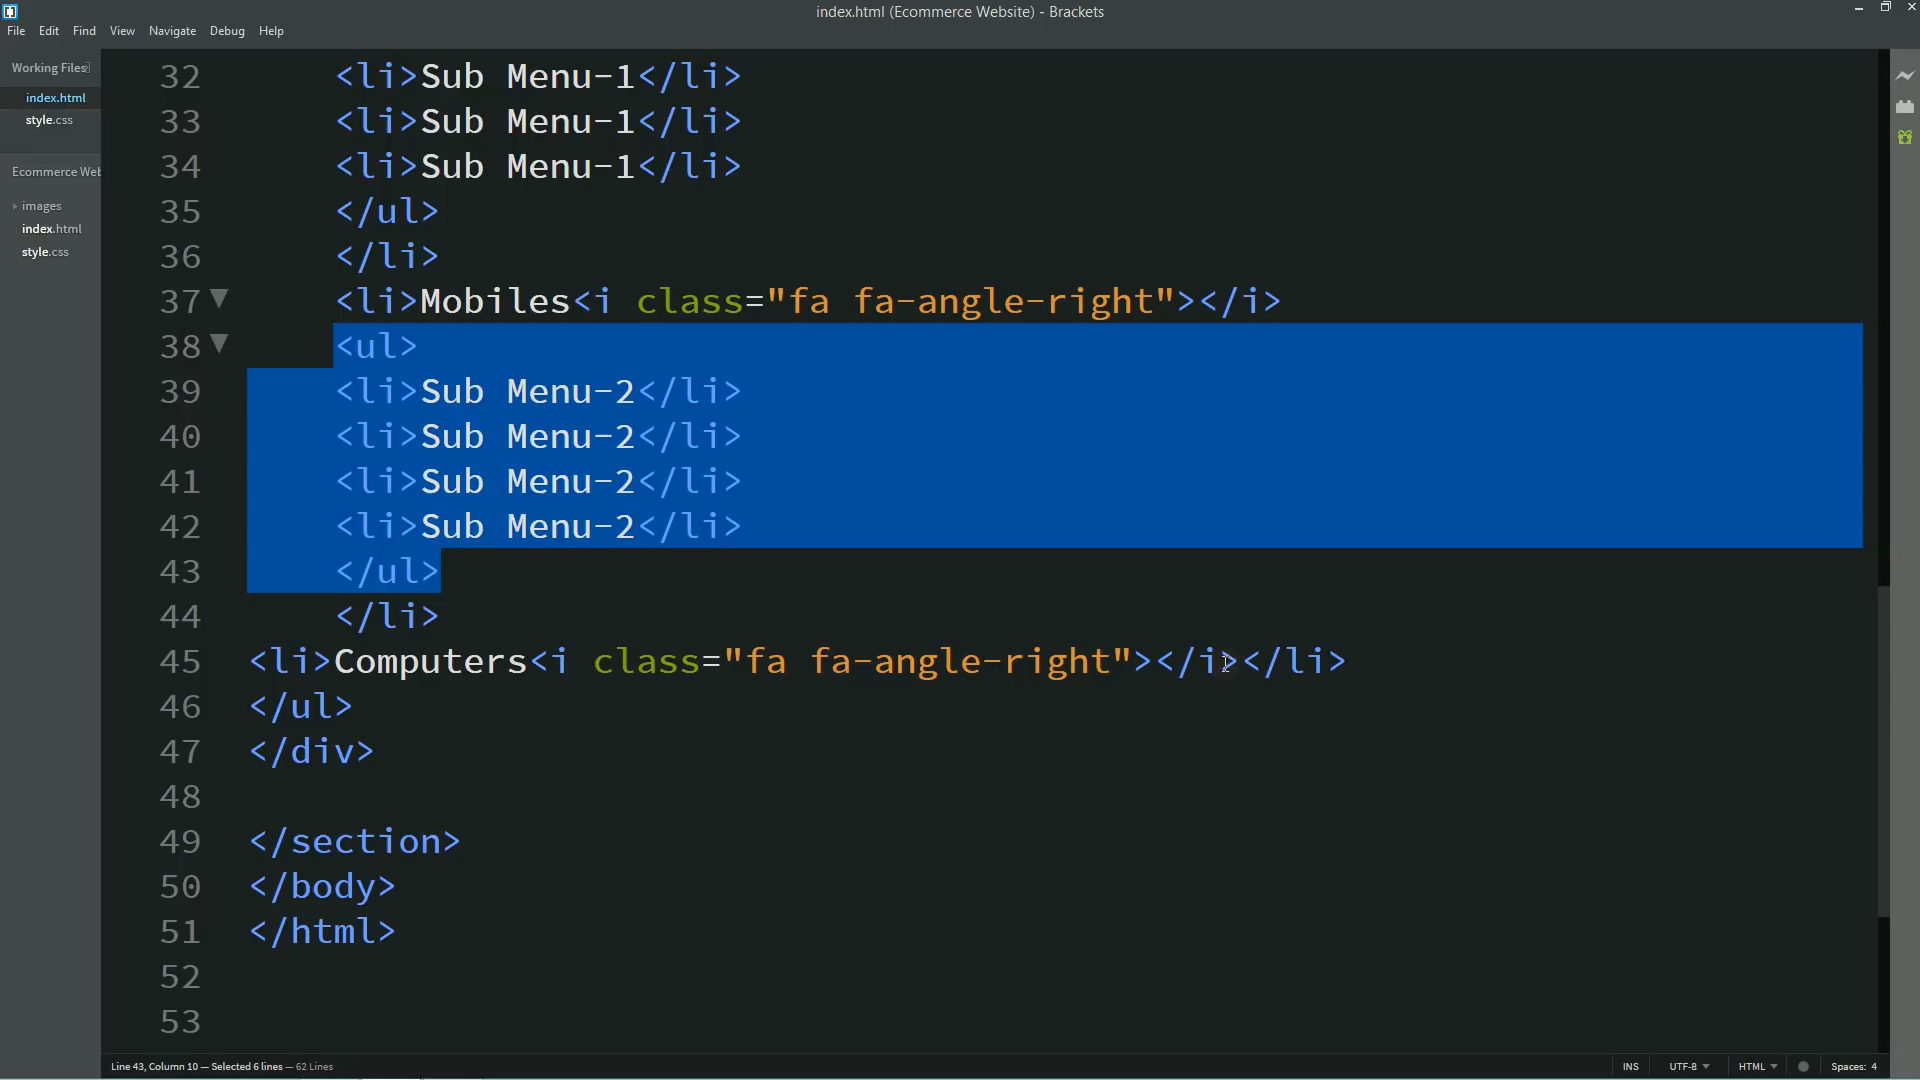 index.html (Ecommerce Website) - Brackets
File Edit Find View Navigate Debug Help
Working Files
index.html
style.css
Ecommerce Web
images
index.html
style.css
32 <li>Sub Menu-1</li>
33 <li>Sub Menu-1</li>
34 <li>Sub Menu-1</li>
35 </ul>
36 </li>
37 <li>Mobiles<i class="fa fa-angle-right"></i>
38 <ul>
39 <li>Sub Menu-2</li>
40 <li>Sub Menu-2</li>
41 <li>Sub Menu-2</li>
42 <li>Sub Menu-2</li>
43 </ul>
44 </li>
45 <li>Computers<i class="fa fa-angle-right"></i></li>
46 </ul>
47 </div>
48
49 </section>
50 </body>
51 </html>
52
53
Line 43, Column 10 — Selected 6 lines — 62 Lines
INS UTF-8 HTML Spaces: 4